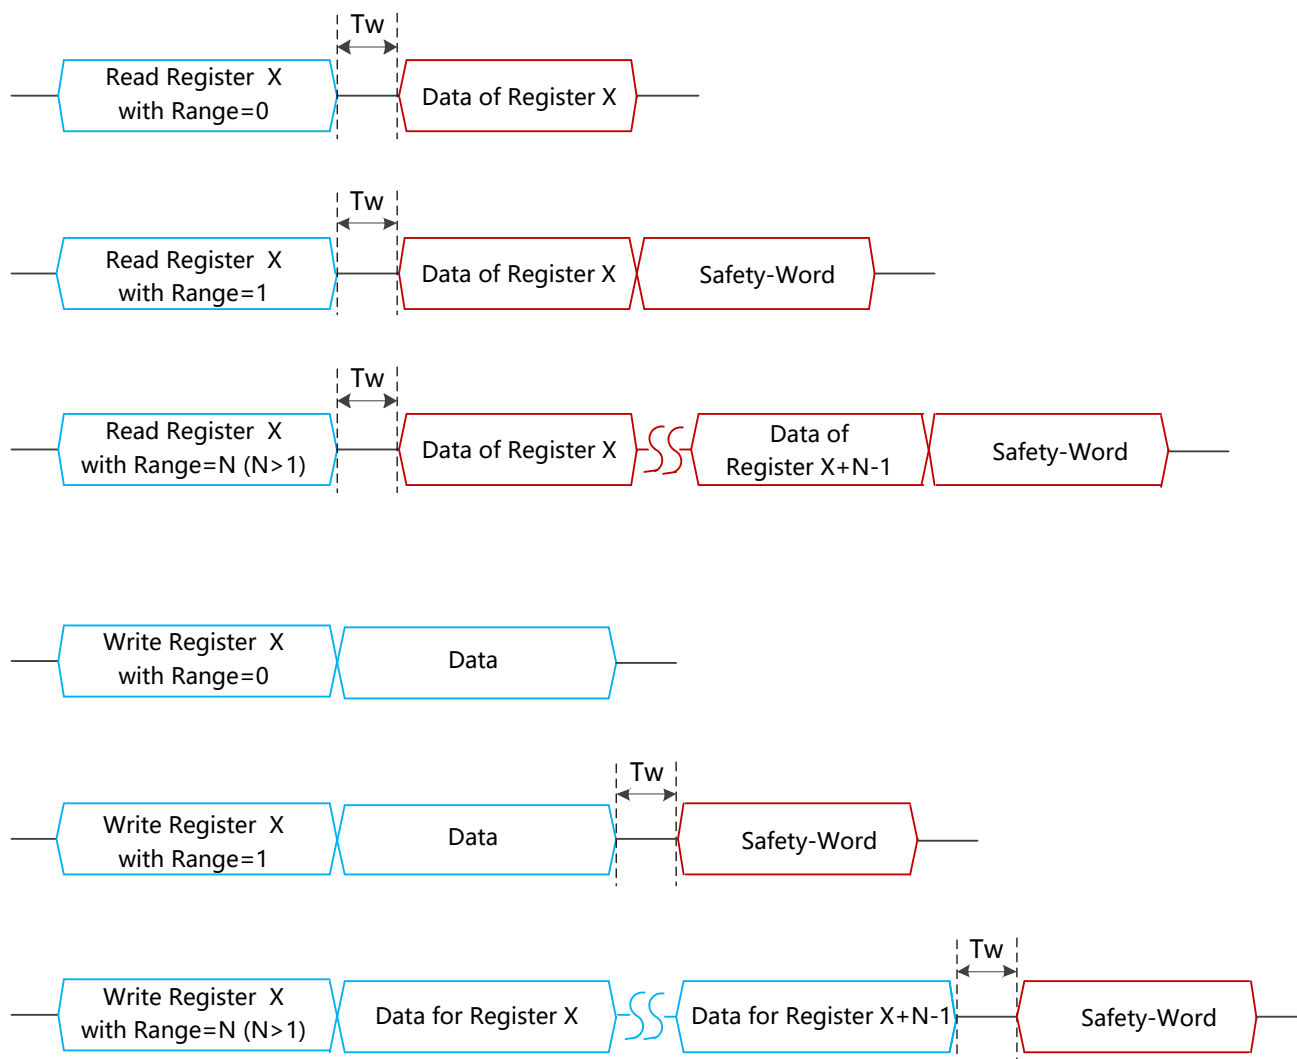 Tw
Read Register X
with Range=0
Data of Register X
Tw
Read Register X
with Range=1
Data of Register X
Safety-Word
Tw
Read Register X
with Range=N (N>1)
Data of Register X
Data of
Register X+N-1
Safety-Word
Write Register X
with Range=0
Data
Tw
Write Register X
with Range=1
Data
Safety-Word
Tw
Write Register X
with Range=N (N>1)
Data for Register X
Data for Register X+N-1
Safety-Word